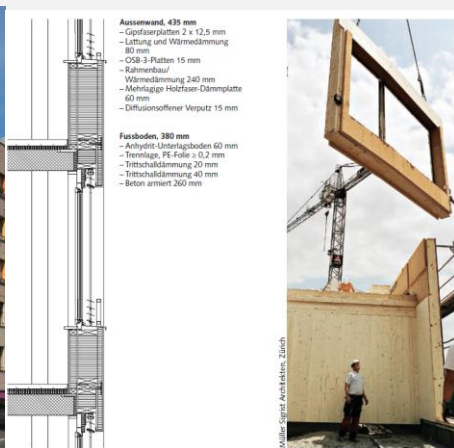 Aussenwand, 435 mm
– Gipsfaserplatten 2 x 12,5 mm
– Lattung und Wärmedämmung
80 mm
– OSB-3-Platten 15 mm
– Rahmenbau/
Wärmedämmung 240 mm
– Mehrlagige Holzfaser-Dämmplatte
60 mm
– Diffusionsoffener Verputz 15 mm
Fussboden, 380 mm
– Anhydrit-Unterlagsboden 60 mm
– Trennlage, PE-Folie ≥ 0,2 mm
– Trittschalldämmung 20 mm
– Trittschalldämmung 40 mm
– Beton armiert 260 mm
Müller Sigrist Architekten, Zürich